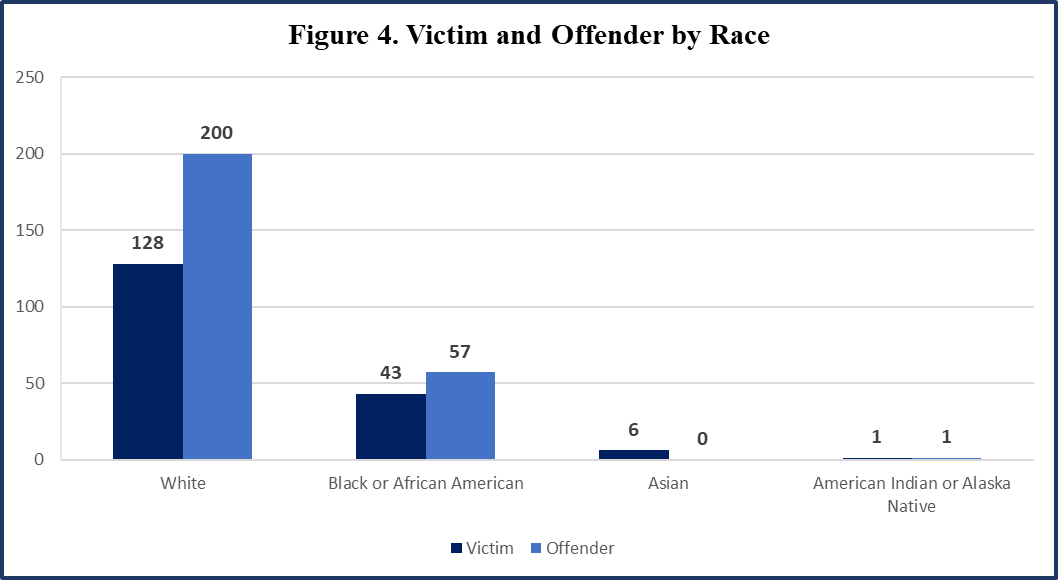 Figure 4. Victim and Offender by Race
250
200
150
100
50
0
128
200
43
57
6
0
1
1
White
Black or African American
Asian
American Indian or Alaska
Native
Victim
Offender